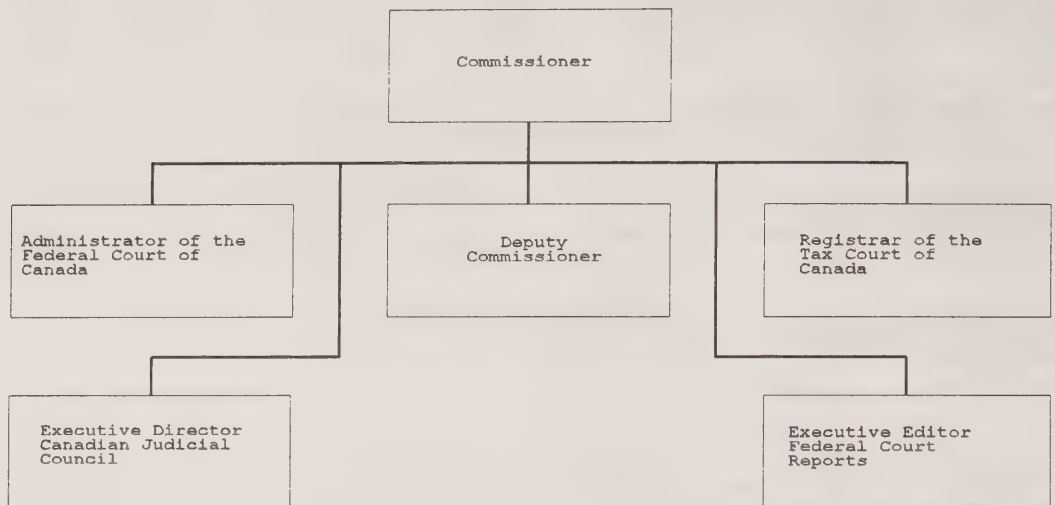 Commissioner
Administrator of the
Federal Court of
Canada
Deputy
Commissioner
Registrar of the
Tax Court of
Canada
Executive Director
Canadian Judicial
Council
Executive Editor
Federal Court
Reports